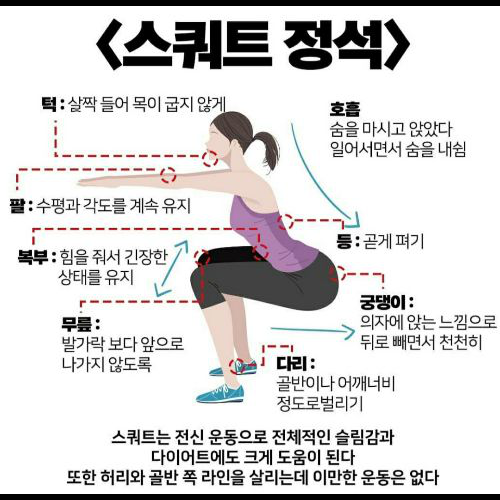 <스쿼트 정석>
턱 : 살짝 들어 목이 굽지 않게
호흡
숨을 마시고 앉았다
일어서면서 숨을 내쉼
팔 : 수평과 각도를 계속 유지
등 : 곧게 펴기
복부 : 힘을 줘서 긴장한
상태를 유지
궁댕이 :
의자에 앉는 느낌으로
뒤로 빼면서 천천히
무릎 :
발가락 보다 앞으로
나가지 않도록
다리 :
골반이나 어깨너비
정도로벌리기
스쿼트는 전신 운동으로 전체적인 슬림감과
다이어트에도 크게 도움이 된다
또한 허리와 골반 쪽 라인을 살리는데 이만한 운동은 없다